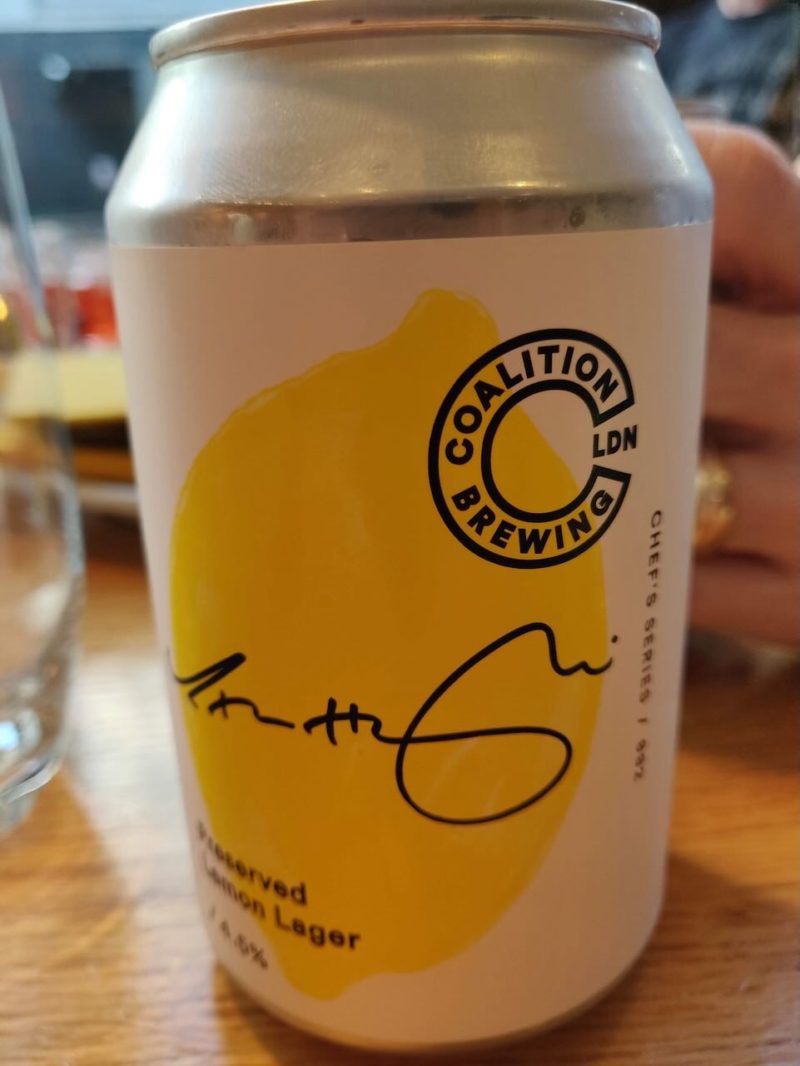 COALITION
LDN
BREWING
CHEF'S SERIES /
Preserved
Lemon Lager
/ 4.5%